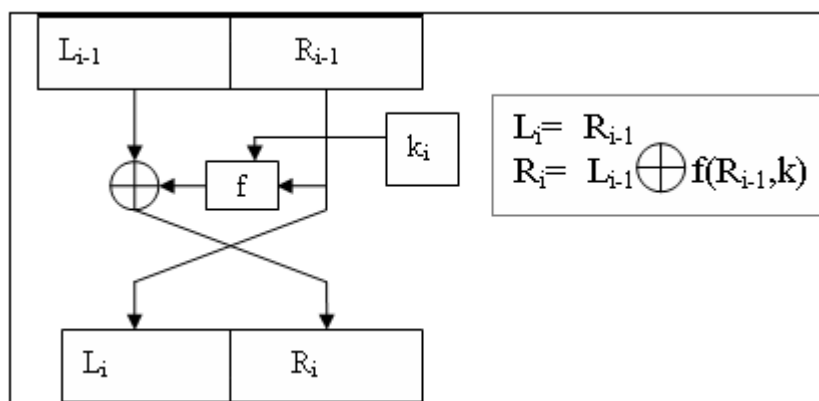 Lᵢ₋₁ Rᵢ₋₁
kᵢ
f
Lᵢ= Rᵢ₋₁
Rᵢ= Lᵢ₋₁⊕f(Rᵢ₋₁,k)
Lᵢ Rᵢ